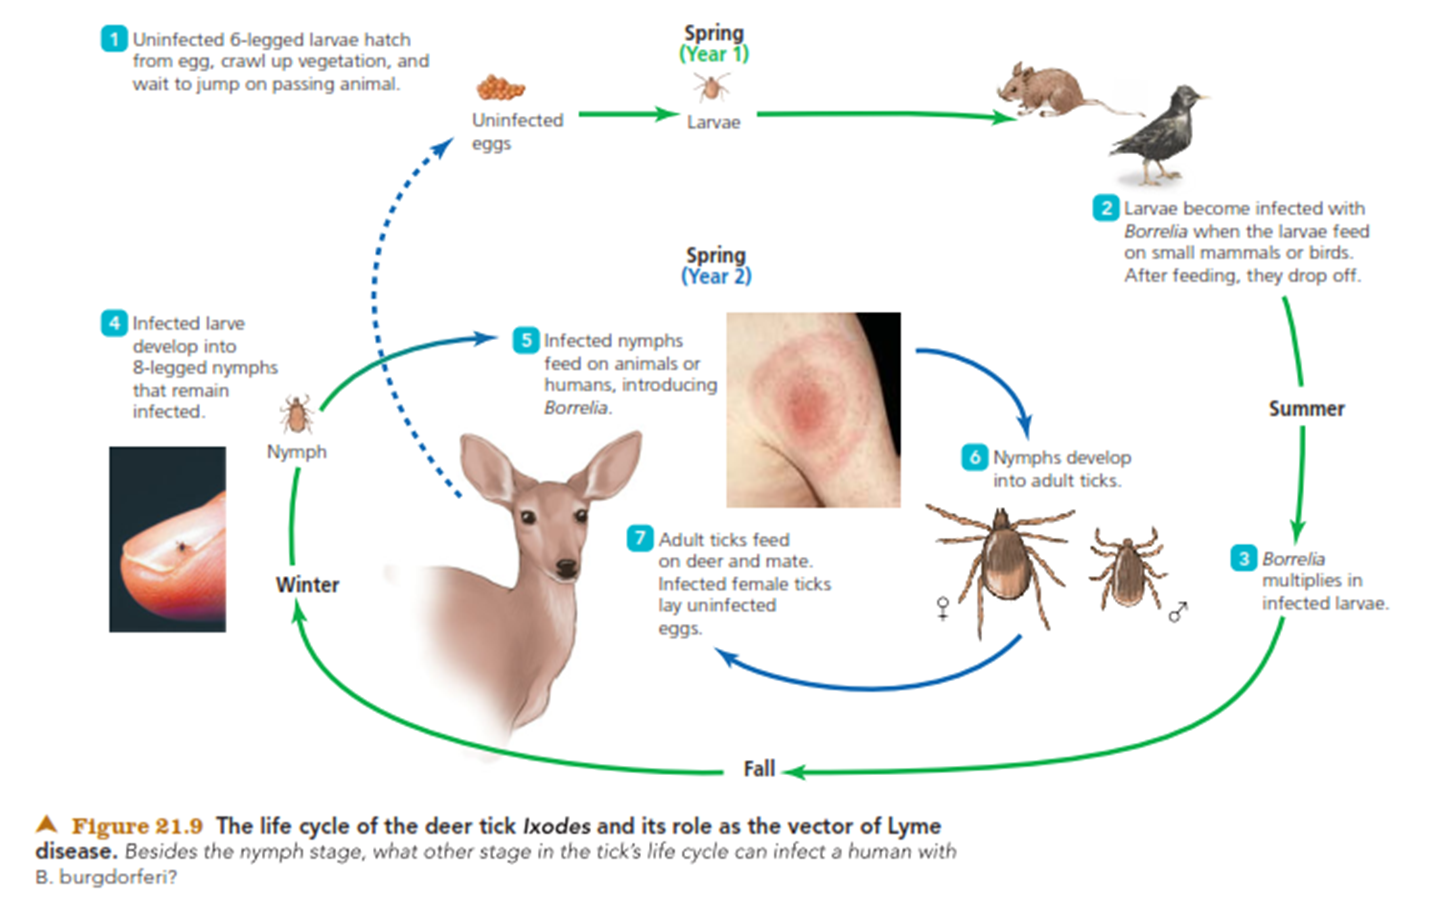 1 Uninfected 6-legged larvae hatch
from egg, crawl up vegetation, and
wait to jump on passing animal.
Uninfected
eggs
Spring
(Year 1)
Larvae
2 Larvae become infected with
Borrelia when the larvae feed
on small mammals or birds.
After feeding, they drop off.
Summer
3 Borrelia
multiplies in
infected larvae.
Fall
Winter
4 Infected larve
develop into
8-legged nymphs
that remain
infected.
Nymph
Spring
(Year 2)
5 Infected nymphs
feed on animals or
humans, introducing
Borrelia.
6 Nymphs develop
into adult ticks.
♀
♂
7 Adult ticks feed
on deer and mate.
Infected female ticks
lay uninfected
eggs.
Figure 21.9 The life cycle of the deer tick Ixodes and its role as the vector of Lyme
disease. Besides the nymph stage, what other stage in the tick's life cycle can infect a human with
B. burgdorferi?